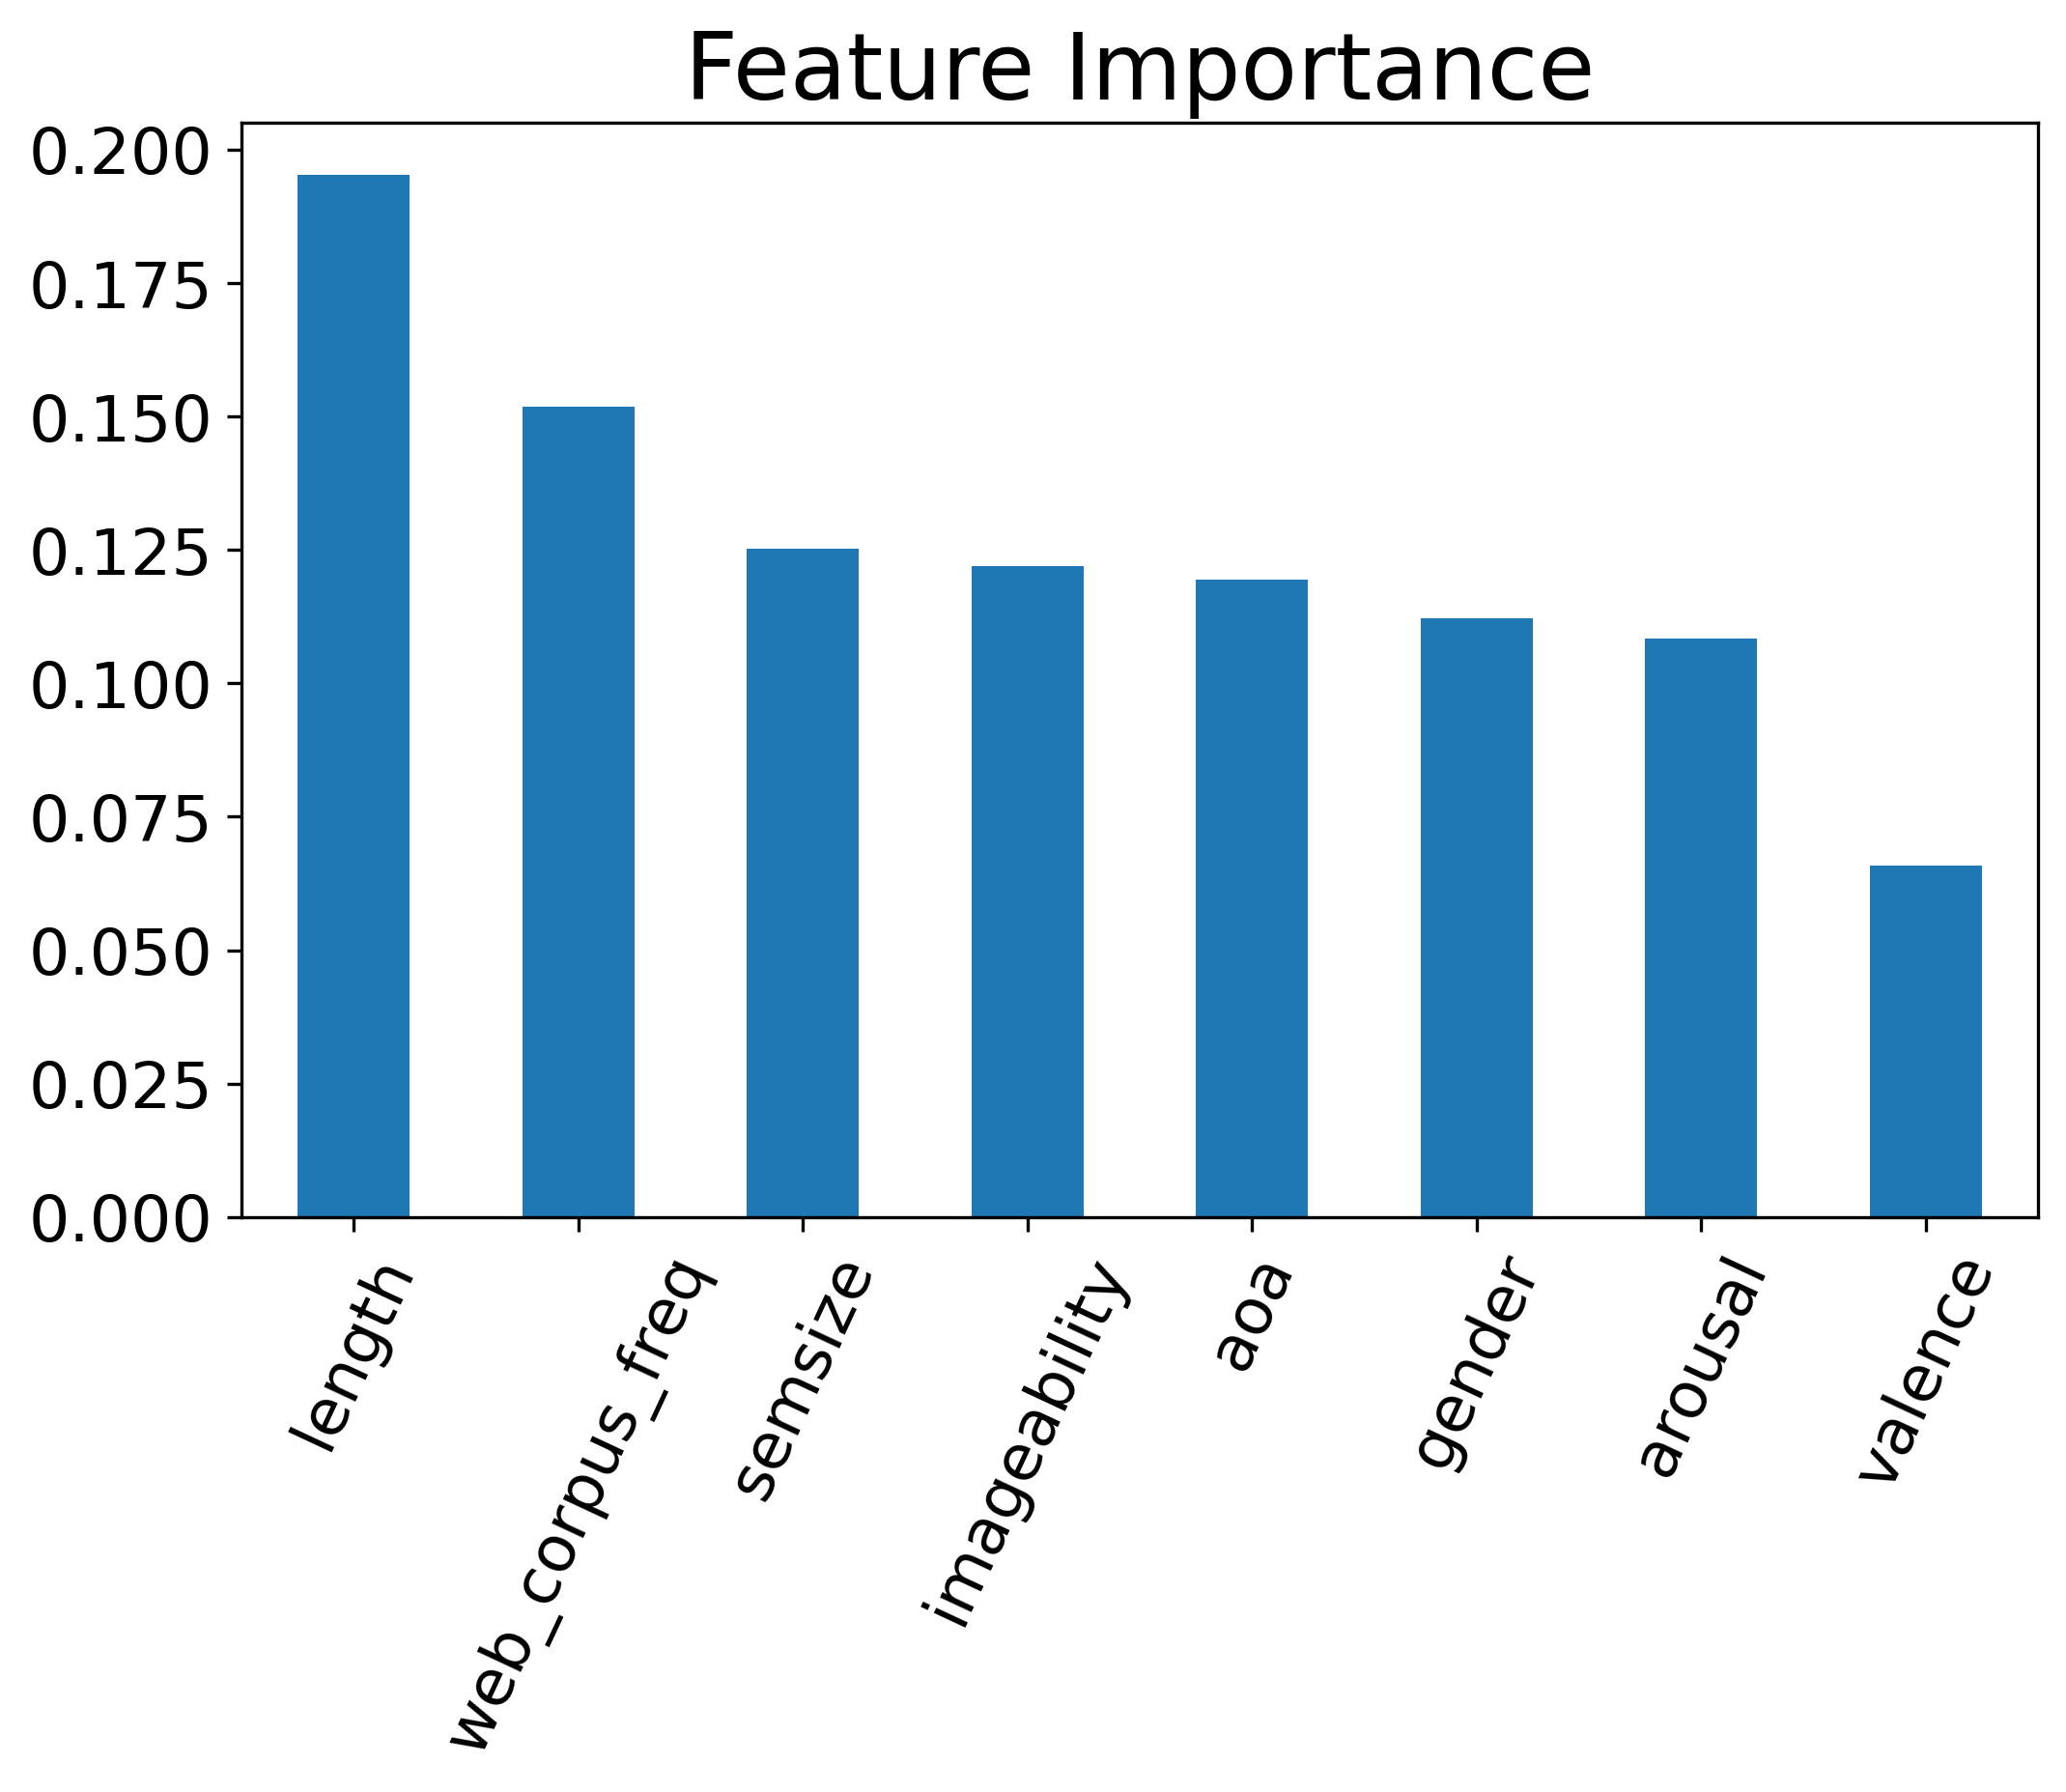 Feature Importance
0.200
0.175
0.150
0.125
0.100
0.075
0.050
0.025
0.000
length
web_corpus_freq
semsize
imageability
aoa
gender
arousal
valence